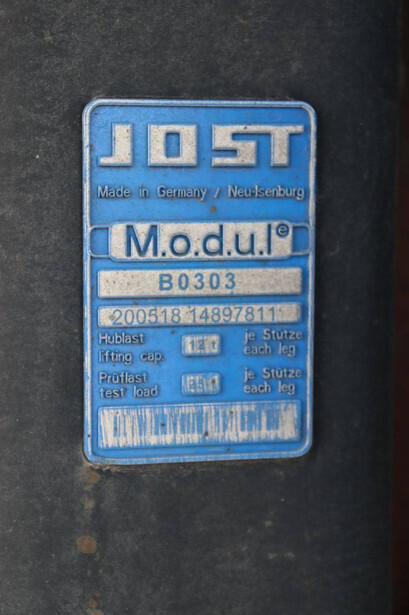 JOST
Made in Germany / Neu-Isenburg
M.o.d.u.l®
B0303
200518 14897811
Hublast je Stütze
lifting cap. 12 t each leg
Prüflast je Stütze
test load each leg